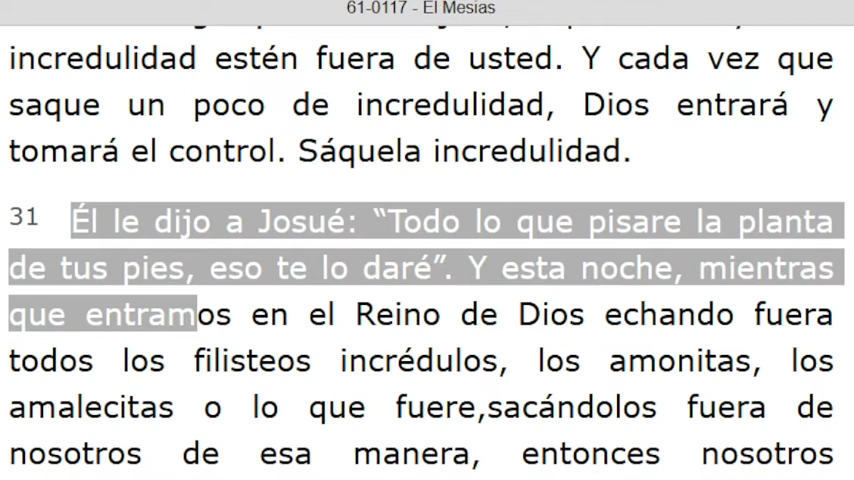 61-0117 - El Mesias
incredulidad estén fuera de usted. Y cada vez que
saque un poco de incredulidad, Dios entrará y
tomará el control. Sáquela incredulidad.
31 Él le dijo a Josué: “Todo lo que pisare la planta
de tus pies, eso te lo daré”. Y esta noche, mientras
que entramos en el Reino de Dios echando fuera
todos los filisteos incrédulos, los amonitas, los
amalecitas o lo que fuere,sacándolos fuera de
nosotros de esa manera, entonces nosotros